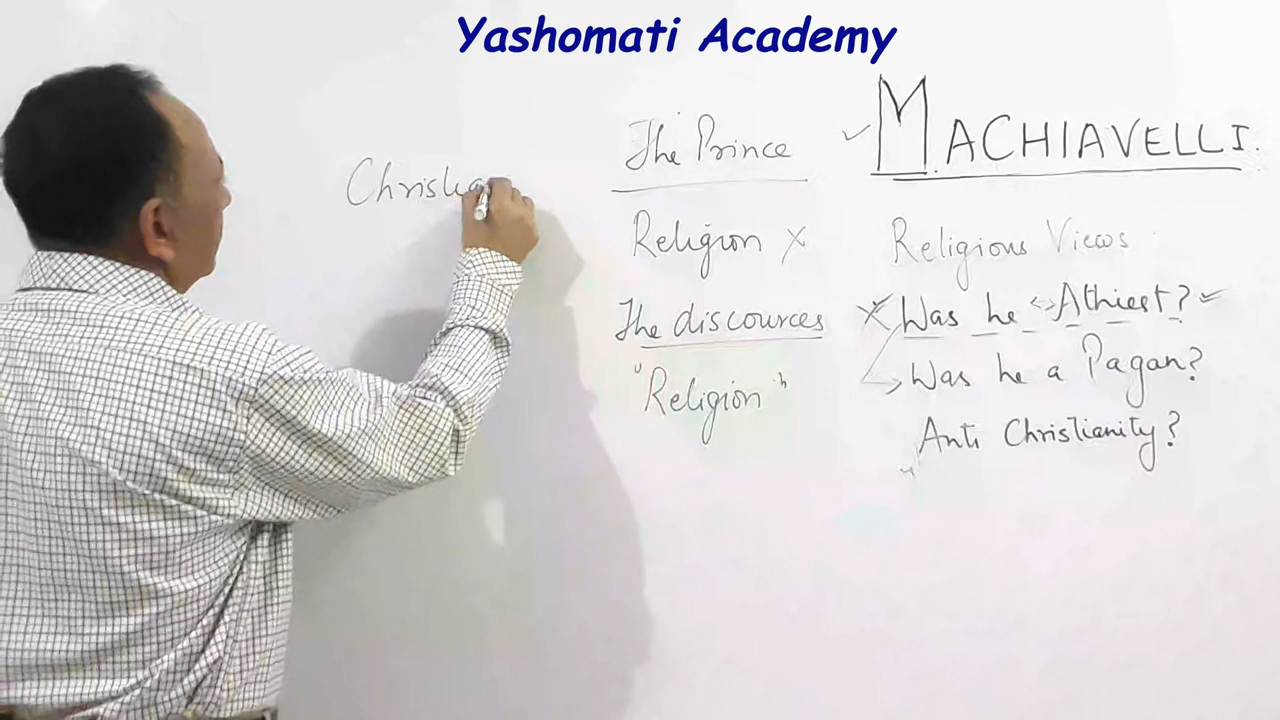 Yashomati Academy
MACHIAVELLI.
Religious Views
Was he Athiest?
Was he a Pagan?
Anti Christianity?
The Prince
Religion X
The discources
"Religion"
Christia